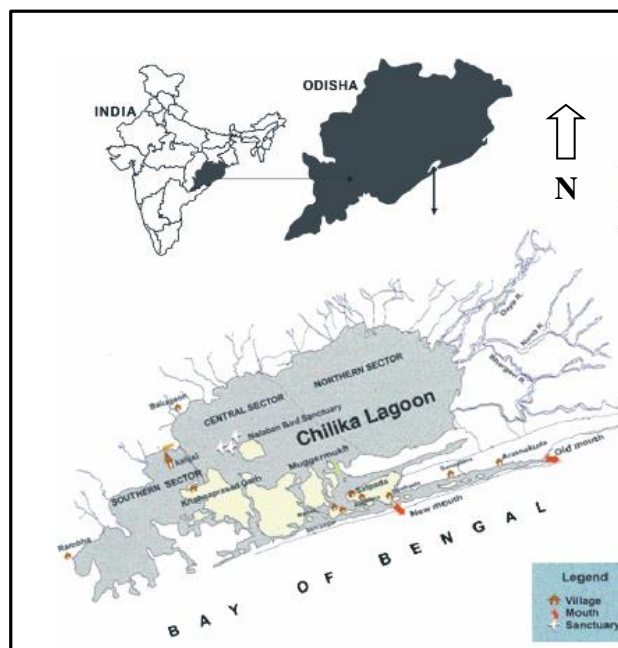 ODISHA
INDIA
N
NORTHERN SECTOR
CENTRAL SECTOR
Daya R.
Nuna R.
Bhargavi R.
Balugaon
Nalaban Bird Sanctuary
Chilika Lagoon
Muggermukh
SOUTHERN SECTOR
Krishnaprasad Garh
Satpada
Arakhakuda
Old mouth
New mouth
Rambha
BAY OF BENGAL
Legend
Village
Mouth
Sanctuary